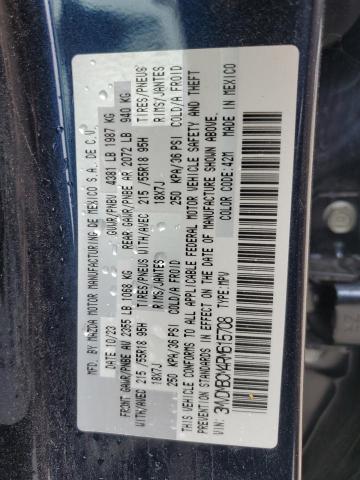 MFD. BY MAZDA MOTOR MANUFACTURING DE MEXICO S.A. DE C.V.
DATE: 10/23 GVWR/PNBV 4381 LB 1987 KG
FRONT GAWR/PNBE AV 2355 LB 1068 KG REAR GAWR/PNBE AR 2072 LB 940 KG
WITH/AVEC 215 /55R18 95H TIRES/PNEUS WITH/AVEC 215 /55R18 95H TIRES/PNEUS
18X7J RIMS/JANTES 18X7J RIMS/JANTES
250 KPA/36 PSI COLD/A FROID 250 KPA/36 PSI COLD/A FROID
THIS VEHICLE CONFORMS TO ALL APPLICABLE FEDERAL MOTOR VEHICLE SAFETY AND THEFT
PREVENTION STANDARDS IN EFFECT ON THE DATE OF MANUFACTURE SHOWN ABOVE.
VIN: TYPE:MPV COLOR CODE:42M MADE IN MEXICO